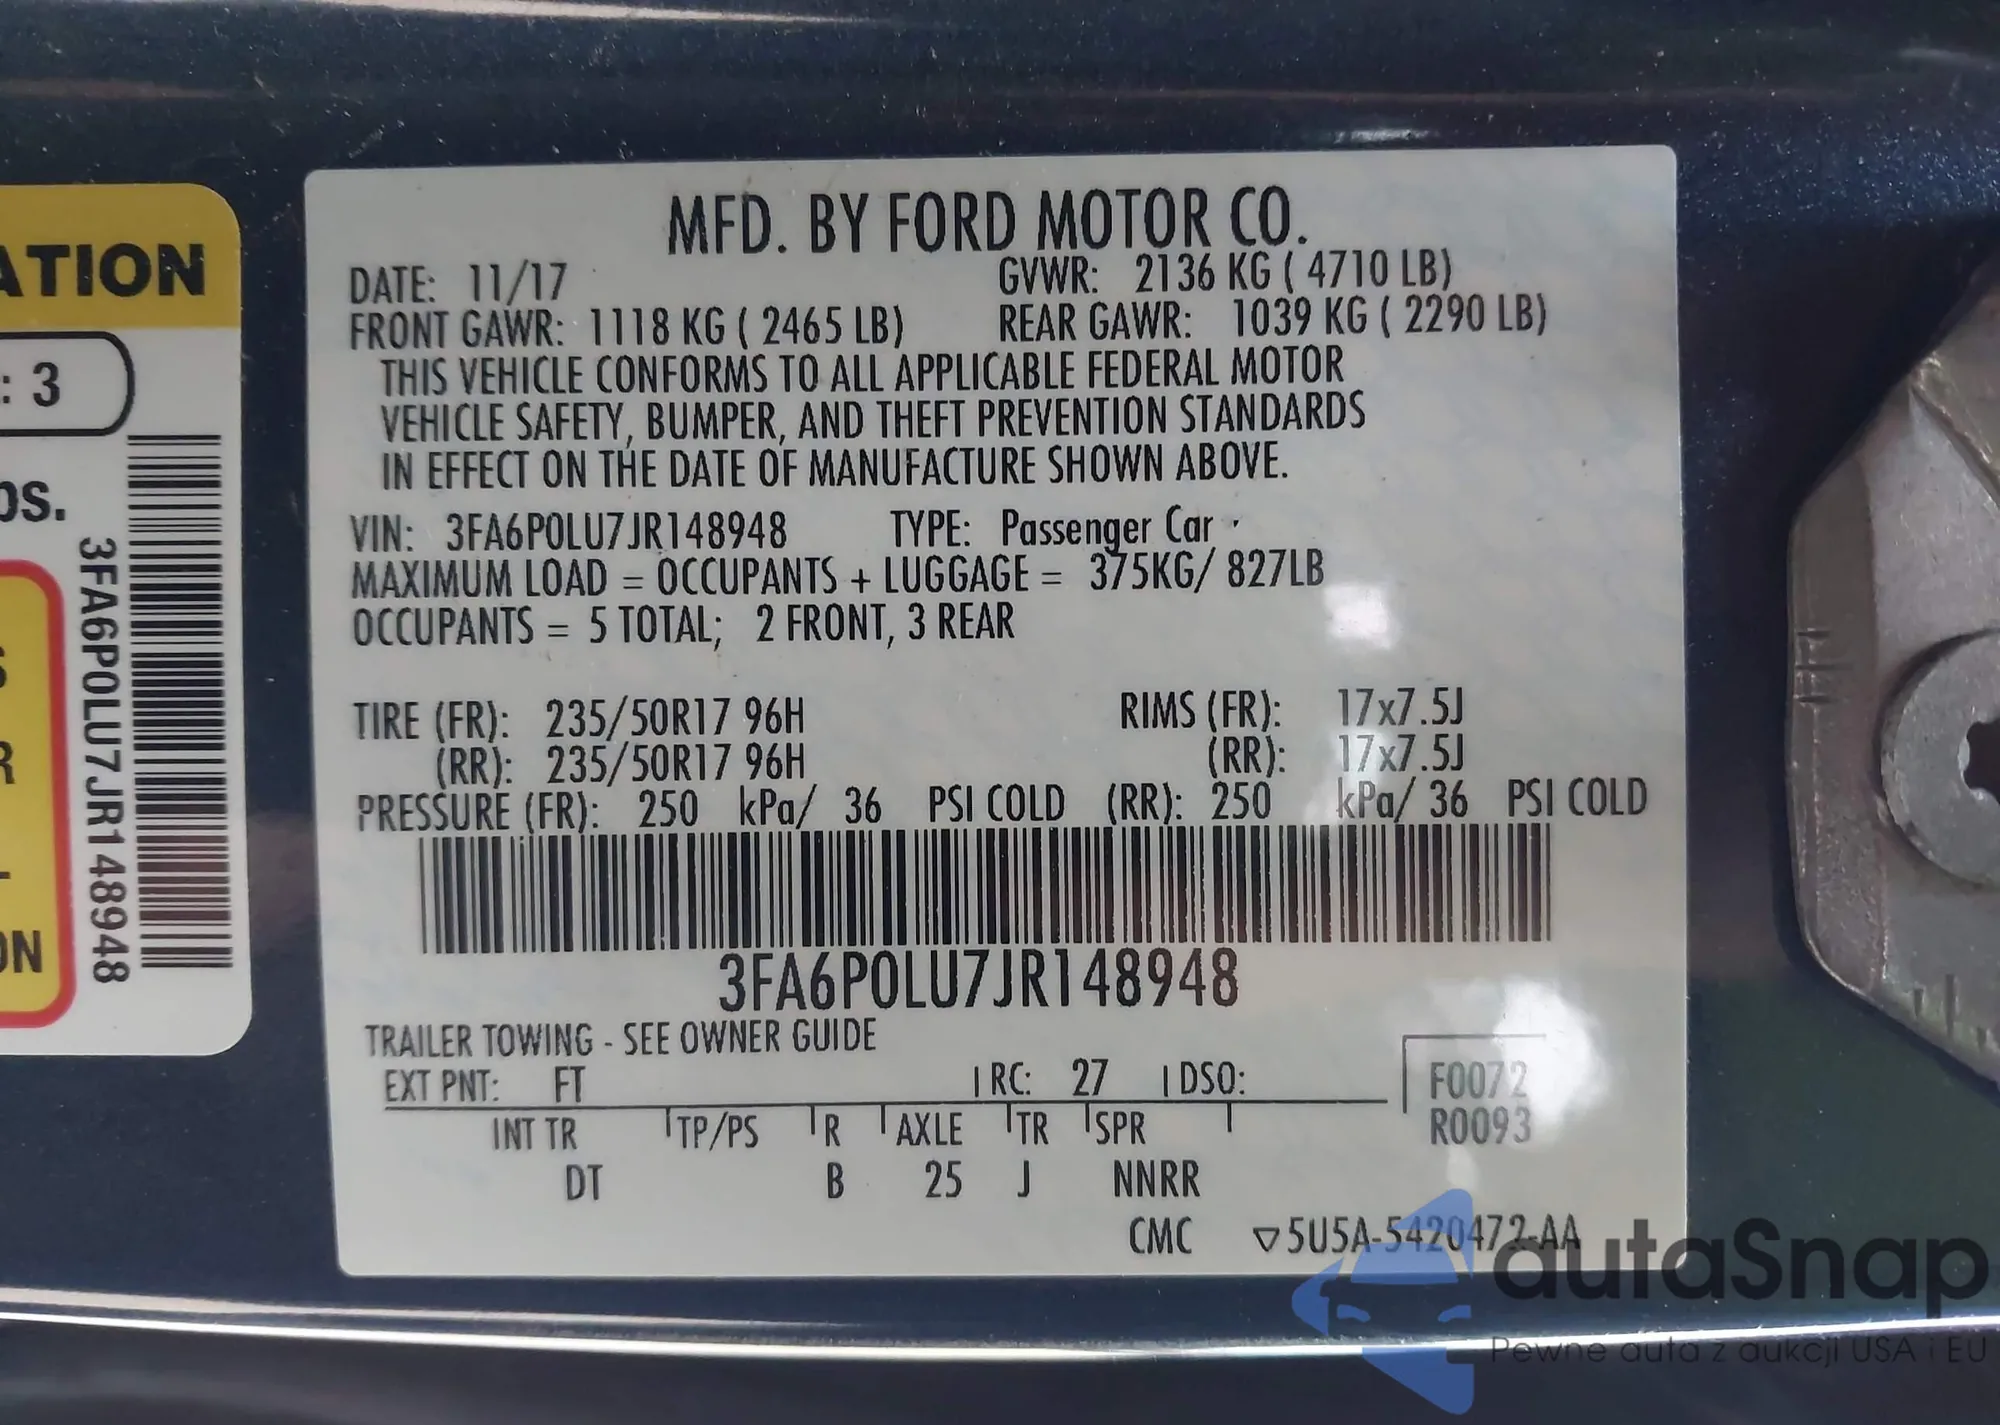 ATION
: 3
os.
3FA6P0LU7JR148948
S
R
ON
MFD. BY FORD MOTOR CO.
DATE: 11/17 GVWR: 2136 KG ( 4710 LB)
FRONT GAWR: 1118 KG ( 2465 LB) REAR GAWR: 1039 KG ( 2290 LB)
THIS VEHICLE CONFORMS TO ALL APPLICABLE FEDERAL MOTOR
VEHICLE SAFETY, BUMPER, AND THEFT PREVENTION STANDARDS
IN EFFECT ON THE DATE OF MANUFACTURE SHOWN ABOVE.
VIN: 3FA6P0LU7JR148948 TYPE: Passenger Car
MAXIMUM LOAD = OCCUPANTS + LUGGAGE = 375KG/ 827LB
OCCUPANTS = 5 TOTAL; 2 FRONT, 3 REAR
TIRE (FR): 235/50R17 96H RIMS (FR): 17x7.5J
(RR): 235/50R17 96H (RR): 17x7.5J
PRESSURE (FR): 250 kPa/ 36 PSI COLD (RR): 250 kPa/ 36 PSI COLD
3FA6P0LU7JR148948
TRAILER TOWING - SEE OWNER GUIDE
EXT PNT: FT RC: 27 DSO: F0072
INT TR TP/PS R AXLE TR SPR R0093
DT B 25 J NNRR
CMC ▽5U5A-5420472-AA
autaSnap
Pewne auta z aukcji USA i EU